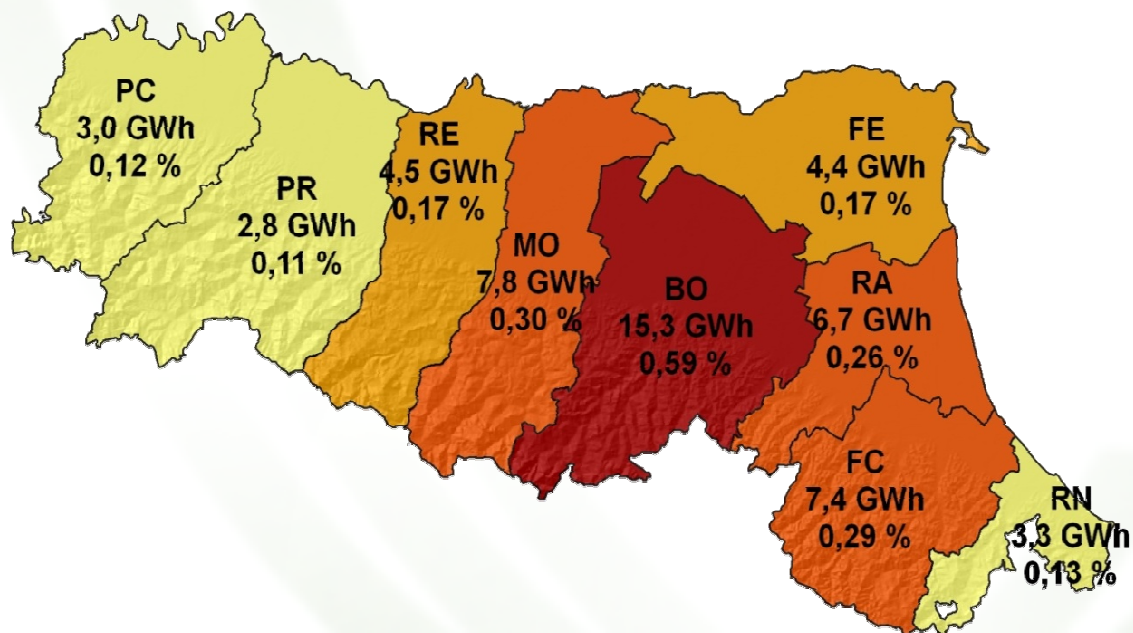 PC
3,0 GWh
0,12 %
PR
2,8 GWh
0,11 %
RE
4,5 GWh
0,17 %
MO
7,8 GWh
0,30 %
BO
15,3 GWh
0,59 %
FE
4,4 GWh
0,17 %
RA
6,7 GWh
0,26 %
FC
7,4 GWh
0,29 %
RN
3,3 GWh
0,13 %